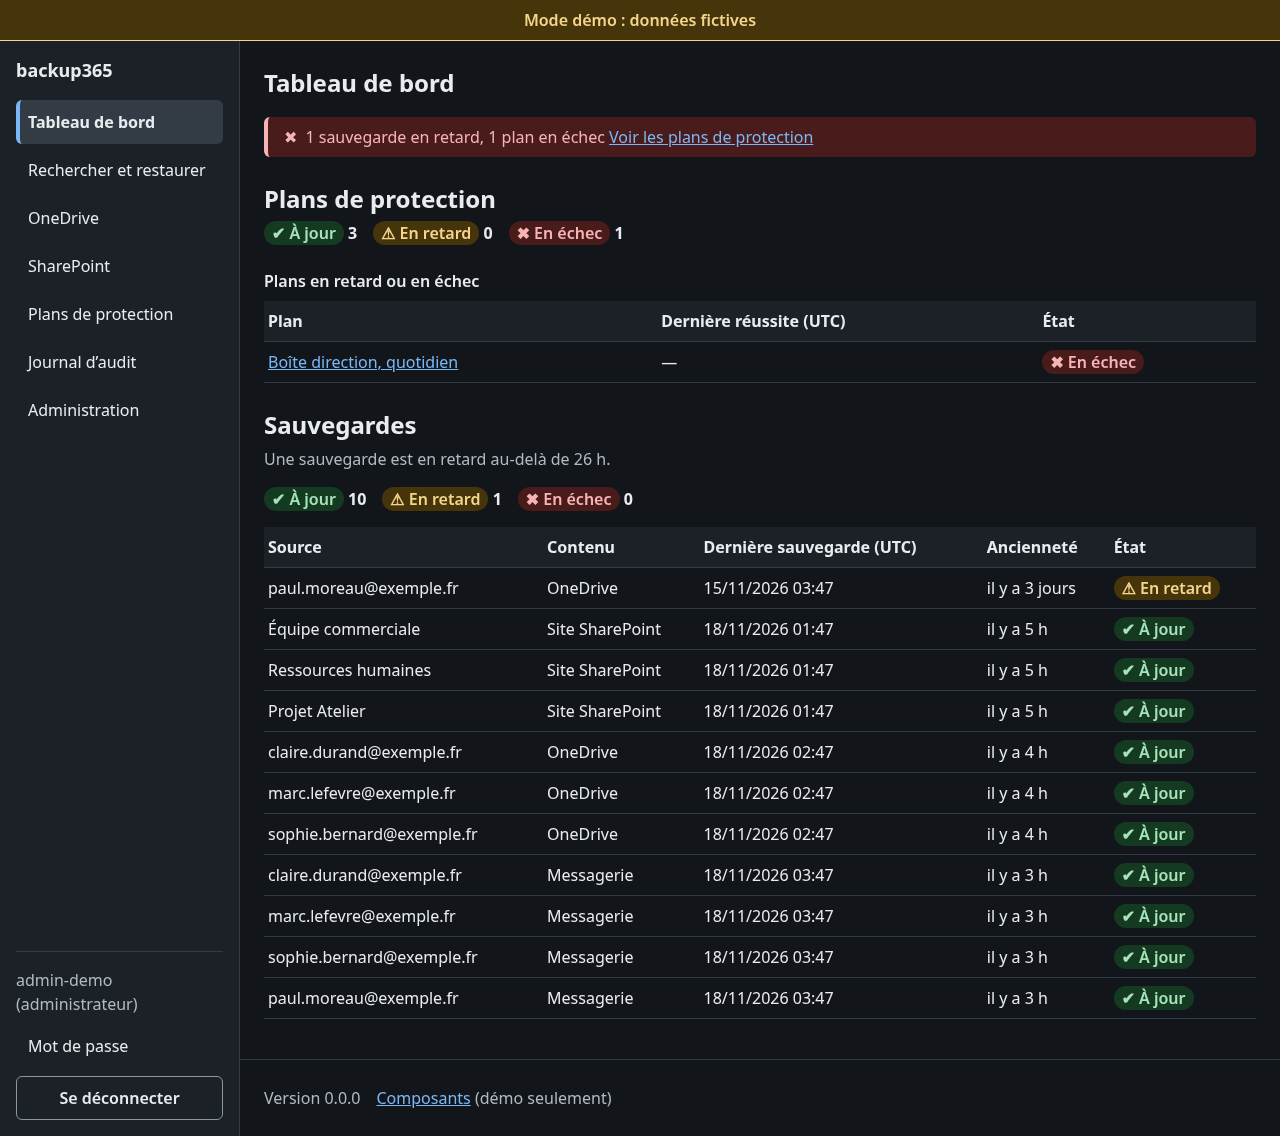 Mode démo : données fictives
backup365
Tableau de bord
Rechercher et restaurer
OneDrive
SharePoint
Plans de protection
Journal d’audit
Administration
admin-demo
(administrateur)
Mot de passe
Se déconnecter
Tableau de bord
✖ 1 sauvegarde en retard, 1 plan en échec Voir les plans de protection
Plans de protection
✔ À jour 3 ⚠ En retard 0 ✖ En échec 1
Plans en retard ou en échec
Plan Dernière réussite (UTC) État
Boîte direction, quotidien — ✖ En échec
Sauvegardes
Une sauvegarde est en retard au-delà de 26 h.
✔ À jour 10 ⚠ En retard 1 ✖ En échec 0
Source Contenu Dernière sauvegarde (UTC) Ancienneté État
paul.moreau@exemple.fr OneDrive 15/11/2026 03:47 il y a 3 jours ⚠ En retard
Équipe commerciale Site SharePoint 18/11/2026 01:47 il y a 5 h ✔ À jour
Ressources humaines Site SharePoint 18/11/2026 01:47 il y a 5 h ✔ À jour
Projet Atelier Site SharePoint 18/11/2026 01:47 il y a 5 h ✔ À jour
claire.durand@exemple.fr OneDrive 18/11/2026 02:47 il y a 4 h ✔ À jour
marc.lefevre@exemple.fr OneDrive 18/11/2026 02:47 il y a 4 h ✔ À jour
sophie.bernard@exemple.fr OneDrive 18/11/2026 02:47 il y a 4 h ✔ À jour
claire.durand@exemple.fr Messagerie 18/11/2026 03:47 il y a 3 h ✔ À jour
marc.lefevre@exemple.fr Messagerie 18/11/2026 03:47 il y a 3 h ✔ À jour
sophie.bernard@exemple.fr Messagerie 18/11/2026 03:47 il y a 3 h ✔ À jour
paul.moreau@exemple.fr Messagerie 18/11/2026 03:47 il y a 3 h ✔ À jour
Version 0.0.0 Composants (démo seulement)